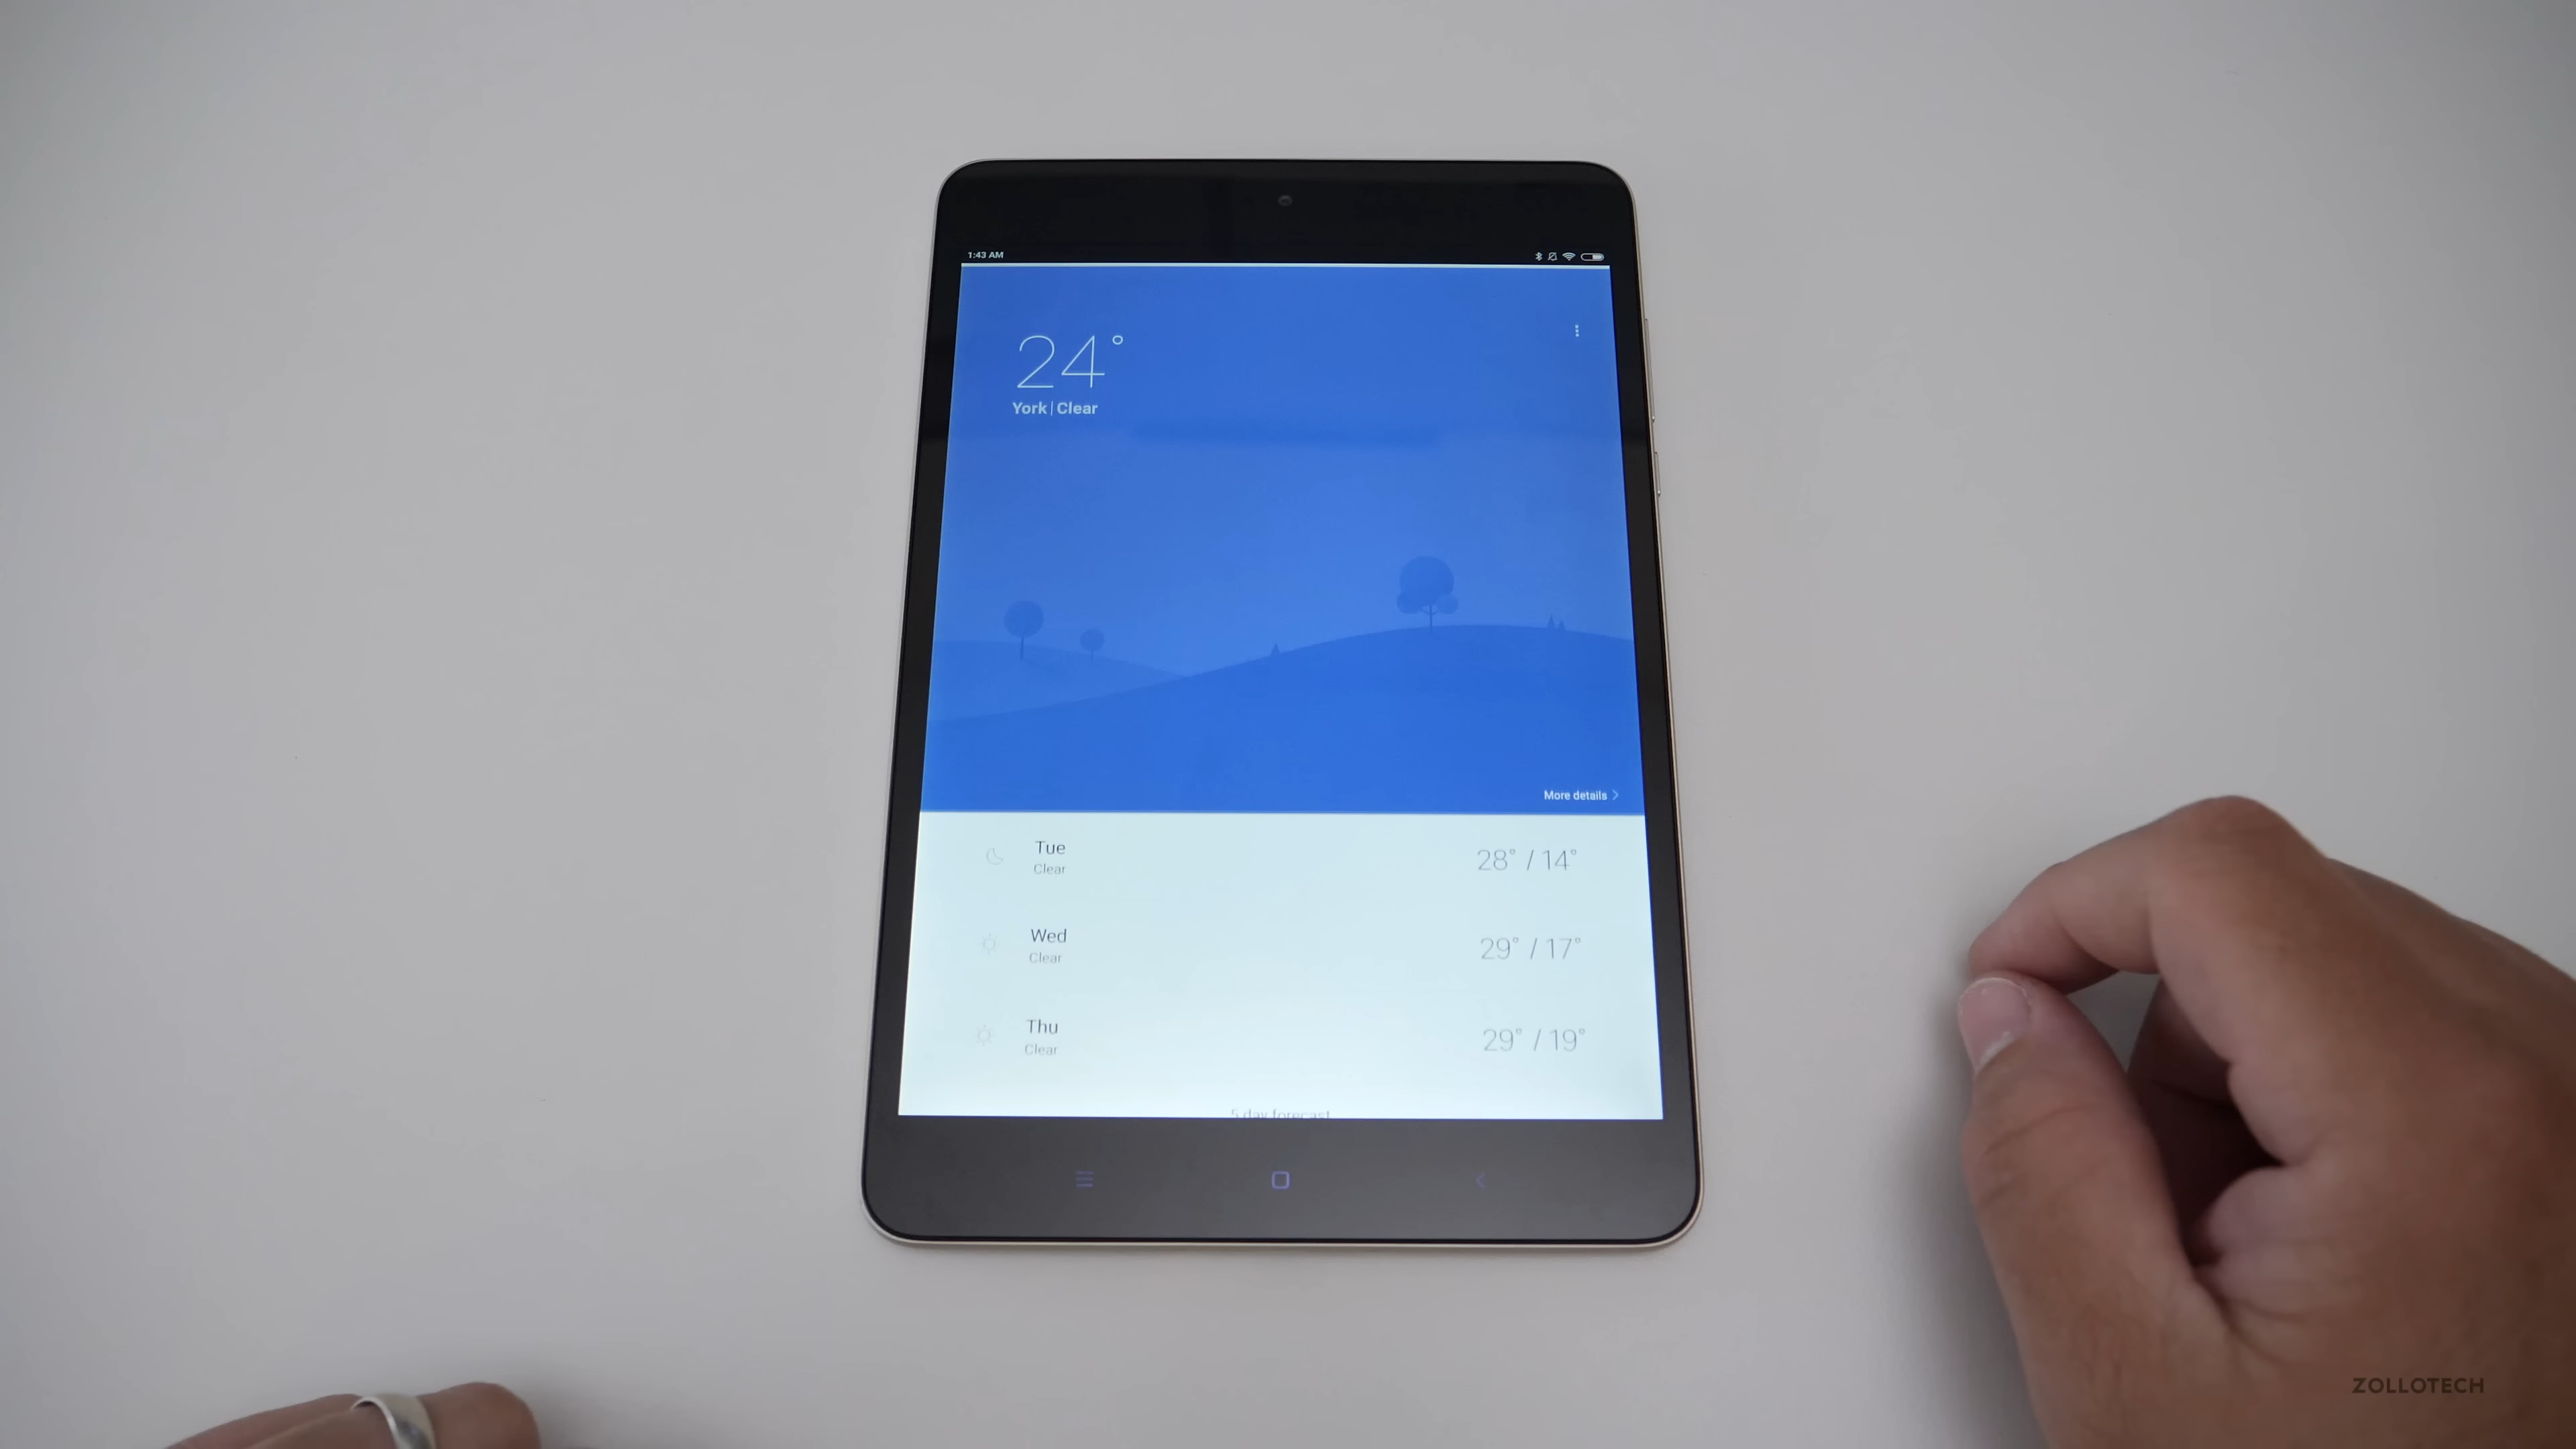 1:43 AM
24°
York | Clear
More details >
Tue
Clear
28° / 14°
Wed
Clear
29° / 17°
Thu
Clear
29° / 19°
5 day forecast
ZOLLOTECH